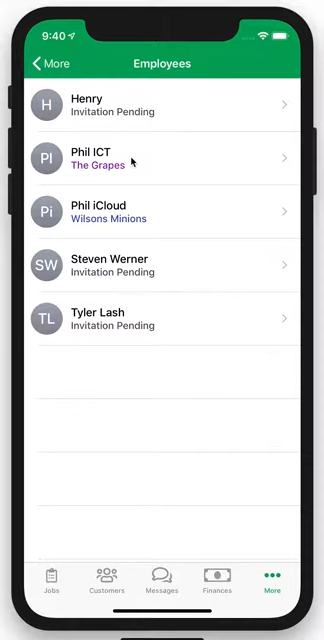 9:40
More
Employees
H
Henry
Invitation Pending
PI
Phil ICT
The Grapes
Pi
Phil iCloud
Wilsons Minions
SW
Steven Werner
Invitation Pending
TL
Tyler Lash
Invitation Pending
Jobs
Customers
Messages
Finances
More